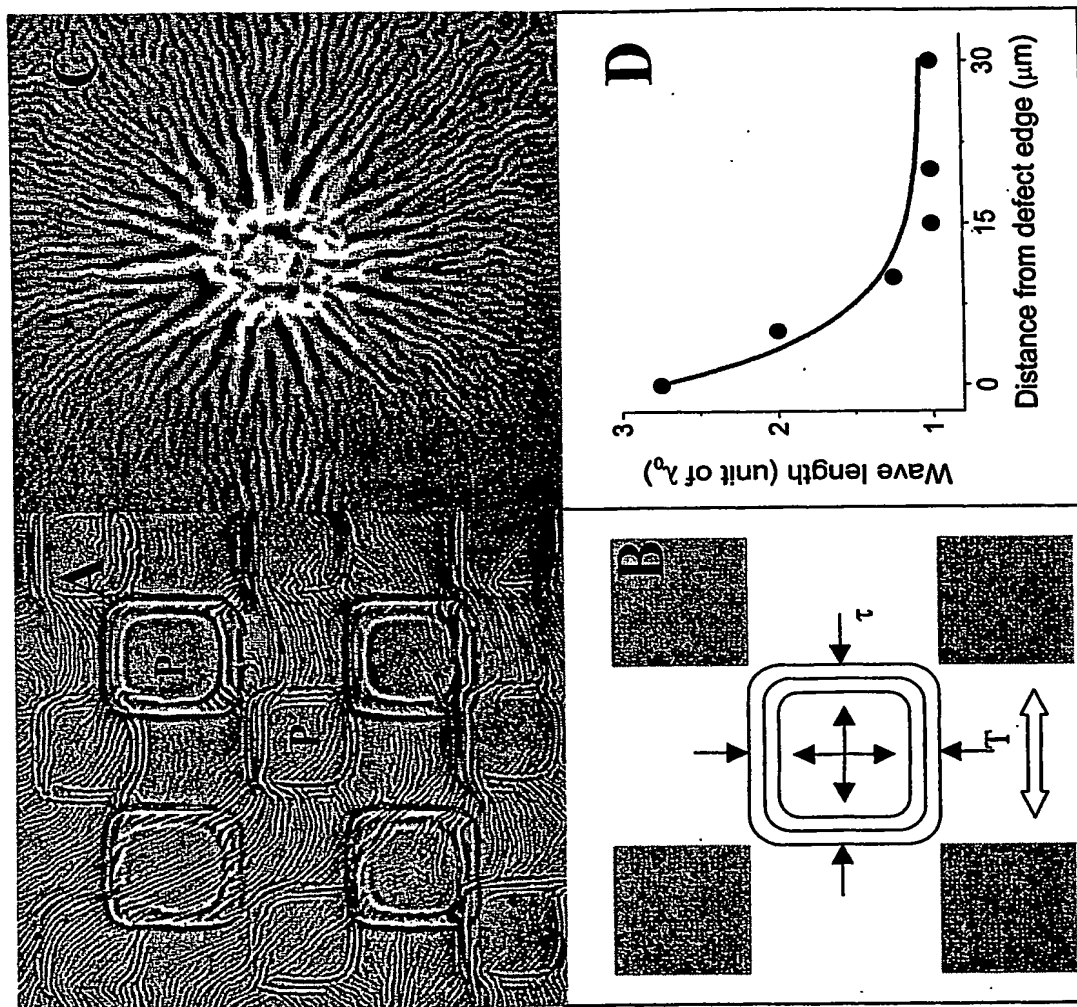 A
P
P
C
B
τ
T
D
Wave length (unit of λ₀)
3
2
1
0 15 30
Distance from defect edge (μm)